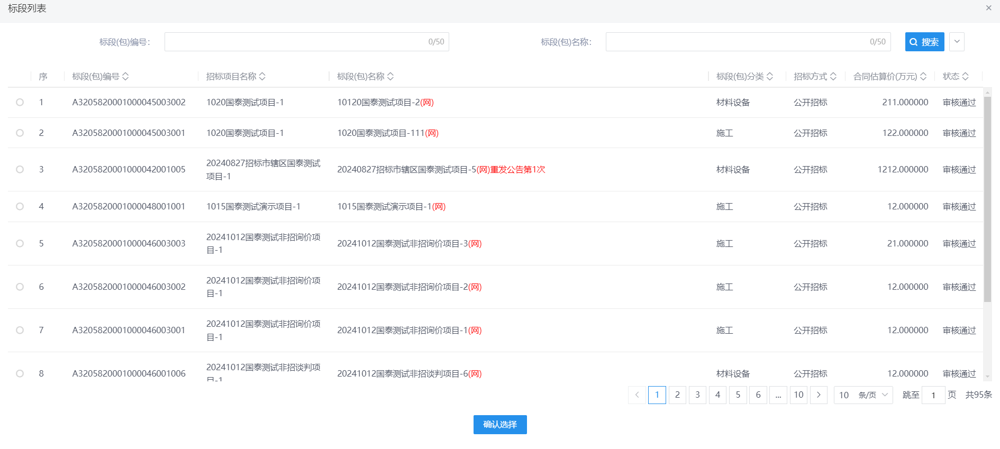 标段列表
标段(包)编号： 0/50 标段(包)名称： 0/50 搜索
序 标段(包)编号 招标项目名称 标段(包)名称 标段(包)分类 招标方式 合同估算价(万元) 状态
1 A3205820001000045003002 1020国泰测试项目-1 10120国泰测试项目-2(网) 材料设备 公开招标 211.000000 审核通过
2 A3205820001000045003001 1020国泰测试项目-1 1020国泰测试项目-111(网) 施工 公开招标 122.000000 审核通过
3 A3205820001000042001005 20240827招标市辖区国泰测试
项目-1 20240827招标市辖区国泰测试项目-5(网)重发公告第1次 材料设备 公开招标 1212.000000 审核通过
4 A3205820001000048001001 1015国泰测试演示项目-1 1015国泰测试演示项目-1(网) 施工 公开招标 12.000000 审核通过
5 A3205820001000046003003 20241012国泰测试非招询价项
目-1 20241012国泰测试非招询价项目-3(网) 施工 公开招标 21.000000 审核通过
6 A3205820001000046003002 20241012国泰测试非招询价项
目-1 20241012国泰测试非招询价项目-2(网) 施工 公开招标 12.000000 审核通过
7 A3205820001000046003001 20241012国泰测试非招询价项
目-1 20241012国泰测试非招询价项目-1(网) 施工 公开招标 12.000000 审核通过
8 A3205820001000046001006 20241012国泰测试非招谈判项
目-1 20241012国泰测试非招谈判项目-6(网) 材料设备 公开招标 12.000000 审核通过
1 2 3 4 5 6 ... 10 10 条/页 跳至 1 页 共95条
确认选择